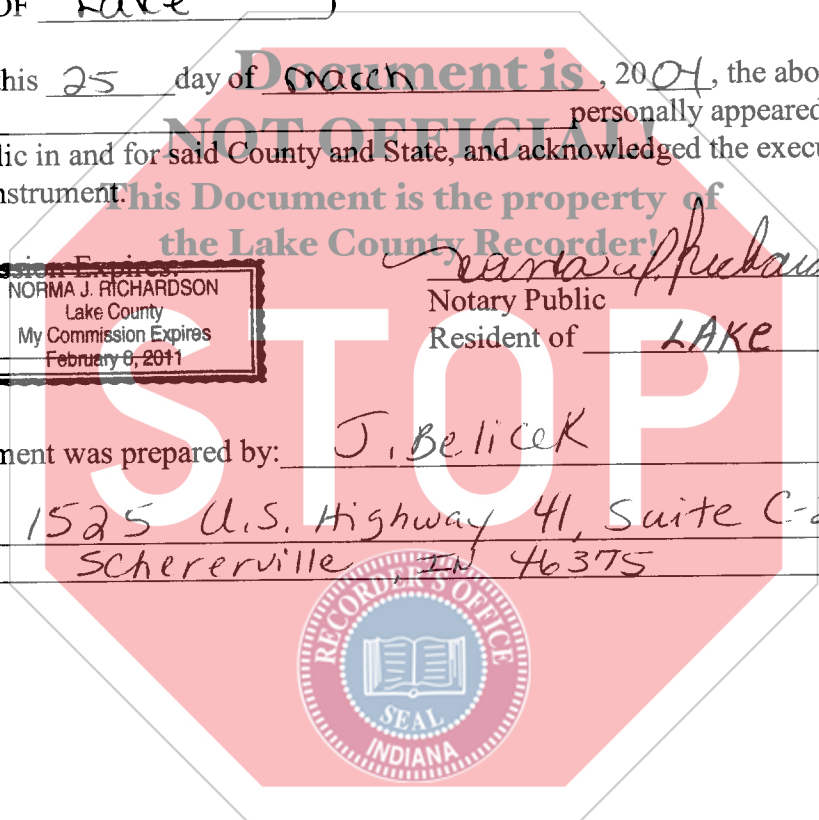 OF Lake )
this 25 day of march, 2004, the abo
personally appeared
lic in and for said County and State, and acknowledged the execu
nstrument.
Document is
NOT OFFICIAL!
This Document is the property of
the Lake County Recorder!
STOP
sion Expires:
NORMA J. RICHARDSON
Lake County
My Commission Expires
February 8, 2011
Notary Public
Resident of LAKE
ment was prepared by: J. Belicek
1525 U.S. Highway 41, Suite C-2
Schererville, IN 46375
RECORDER'S OFFICE
SEAL
INDIANA